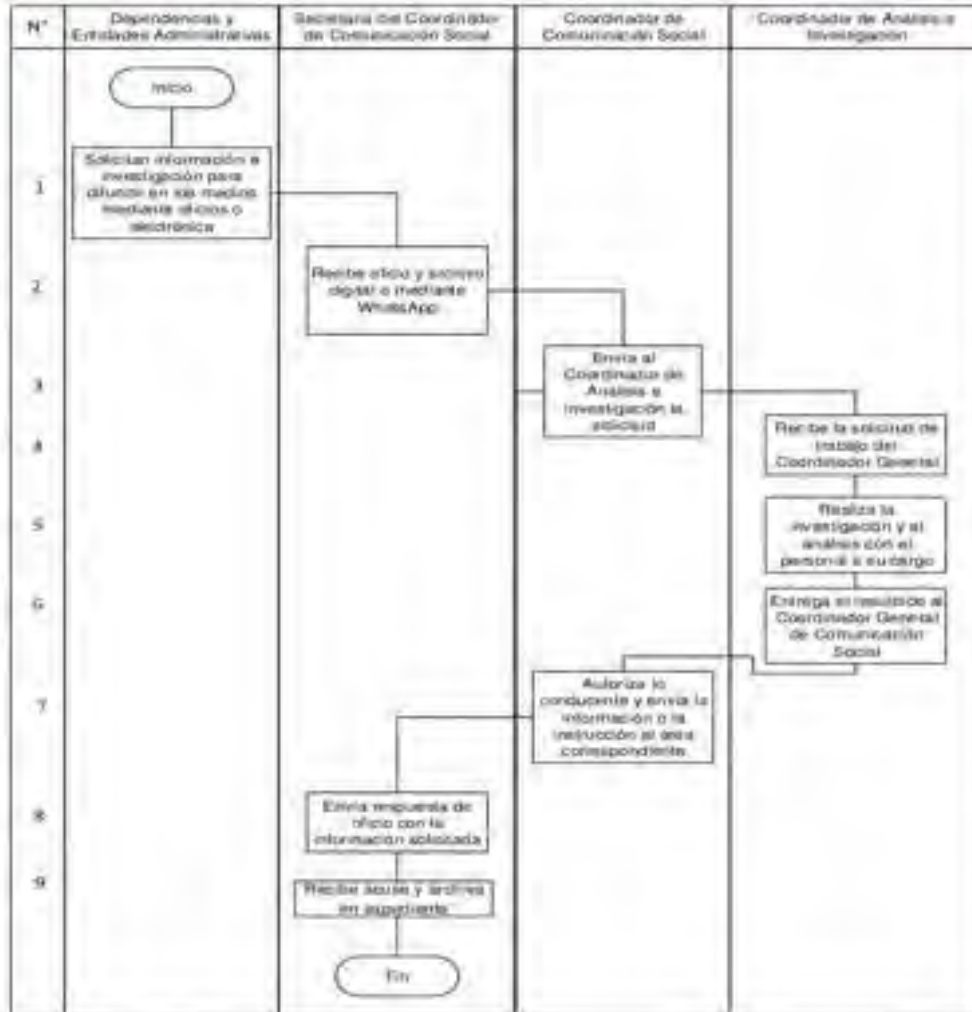 N°
Dependencias y
Entidades Administrativas
Secretaria del Coordinador
de Comunicación Social
Coordinador de
Comunicación Social
Coordinador de Análisis e
Investigación
Inicio
1
Solicitan información e
investigación para
difundir en los medios
mediante oficios o
electrónica
2
Recibe oficio y archivo
digital o mediante
WhatsApp
3
Envía al
Coordinador de
Análisis e
Investigación la
solicitud
4
Recibe la solicitud de
trabajo del
Coordinador General
5
Realiza la
investigación y el
análisis con el
personal a su cargo
6
Entrega el resultado al
Coordinador General
de Comunicación
Social
7
Autoriza lo
conducente y envía la
información o la
instrucción al área
correspondiente
8
Envía respuesta de
oficio con la
información solicitada
9
Recibe acuse y archiva
en expediente
Fin